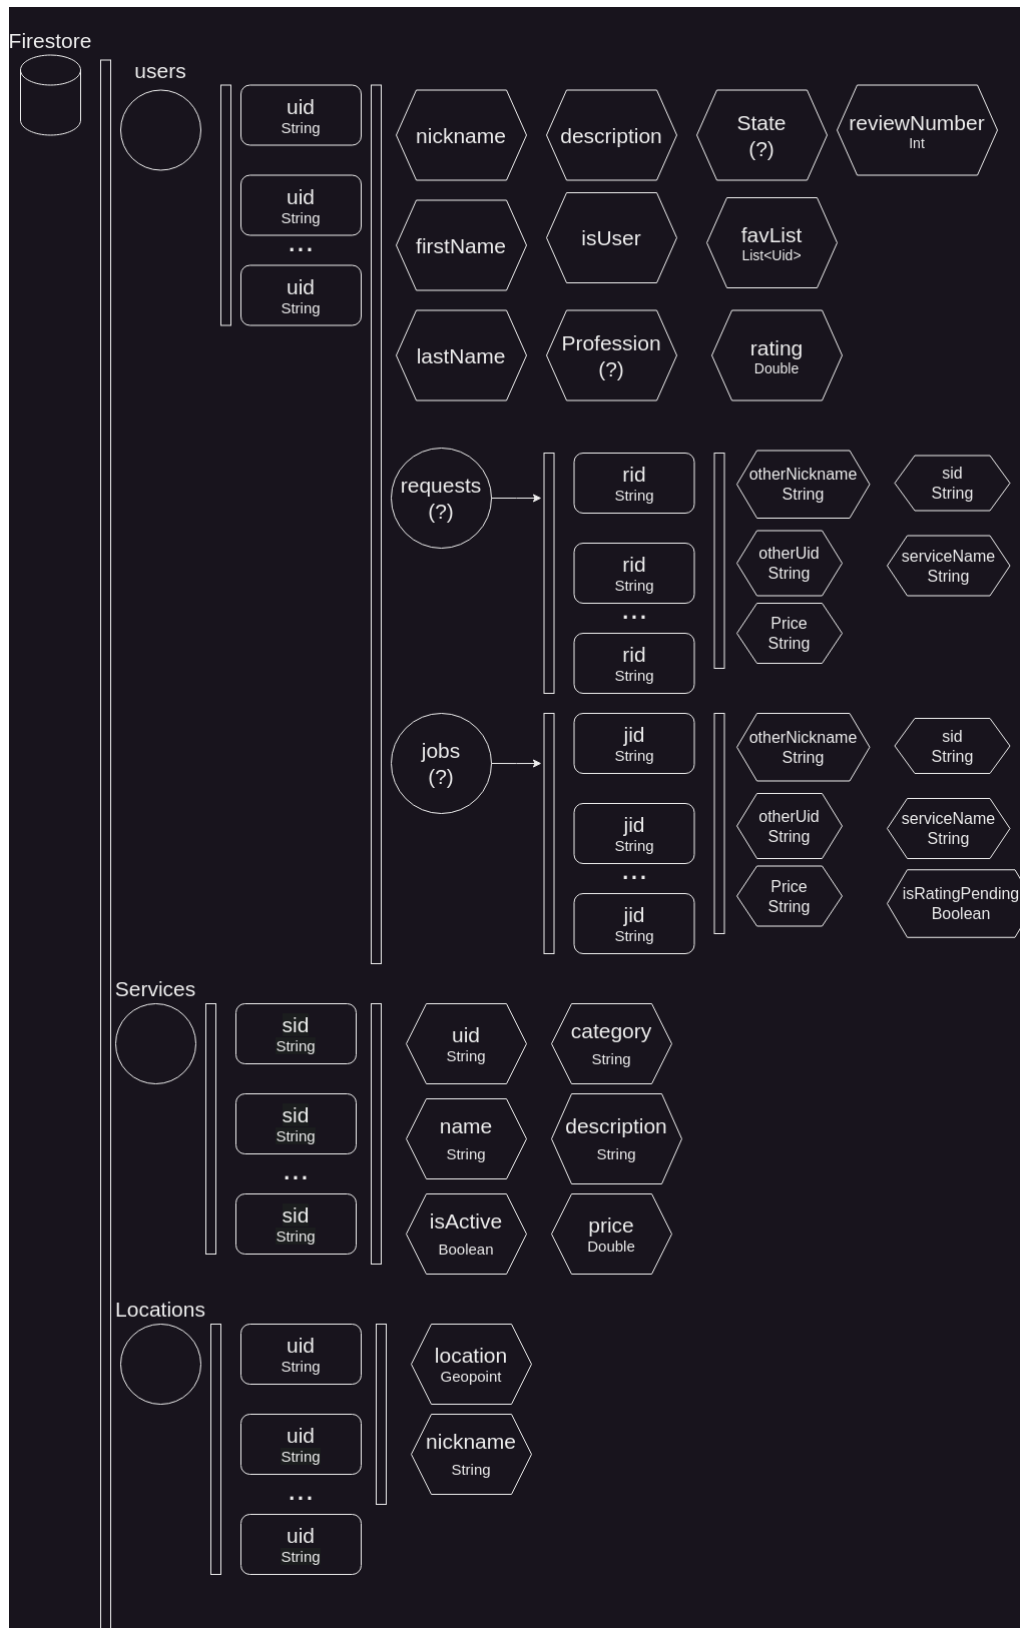 Firestore
users
uid
String
uid
String
...
uid
String
nickname
description
State
(?)
reviewNumber
Int
firstName
isUser
favList
List<Uid>
lastName
Profession
(?)
rating
Double
requests
(?)
rid
String
rid
String
...
rid
String
otherNickname
String
sid
String
otherUid
String
serviceName
String
Price
String
jobs
(?)
jid
String
jid
String
...
jid
String
otherNickname
String
sid
String
otherUid
String
serviceName
String
Price
String
isRatingPending
Boolean
Services
sid
String
sid
String
...
sid
String
uid
String
category
String
name
String
description
String
isActive
Boolean
price
Double
Locations
uid
String
uid
String
...
uid
String
location
Geopoint
nickname
String